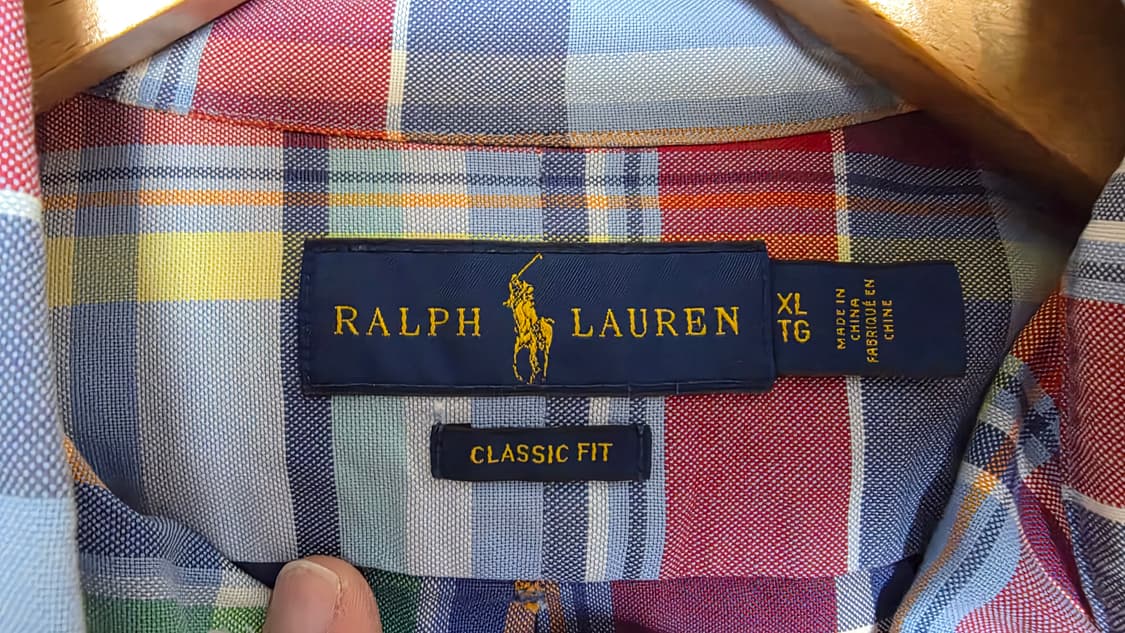 RALPH LAUREN
XL
TG
MADE IN
CHINA
FABRIQUÉ EN
CHINE
CLASSIC FIT